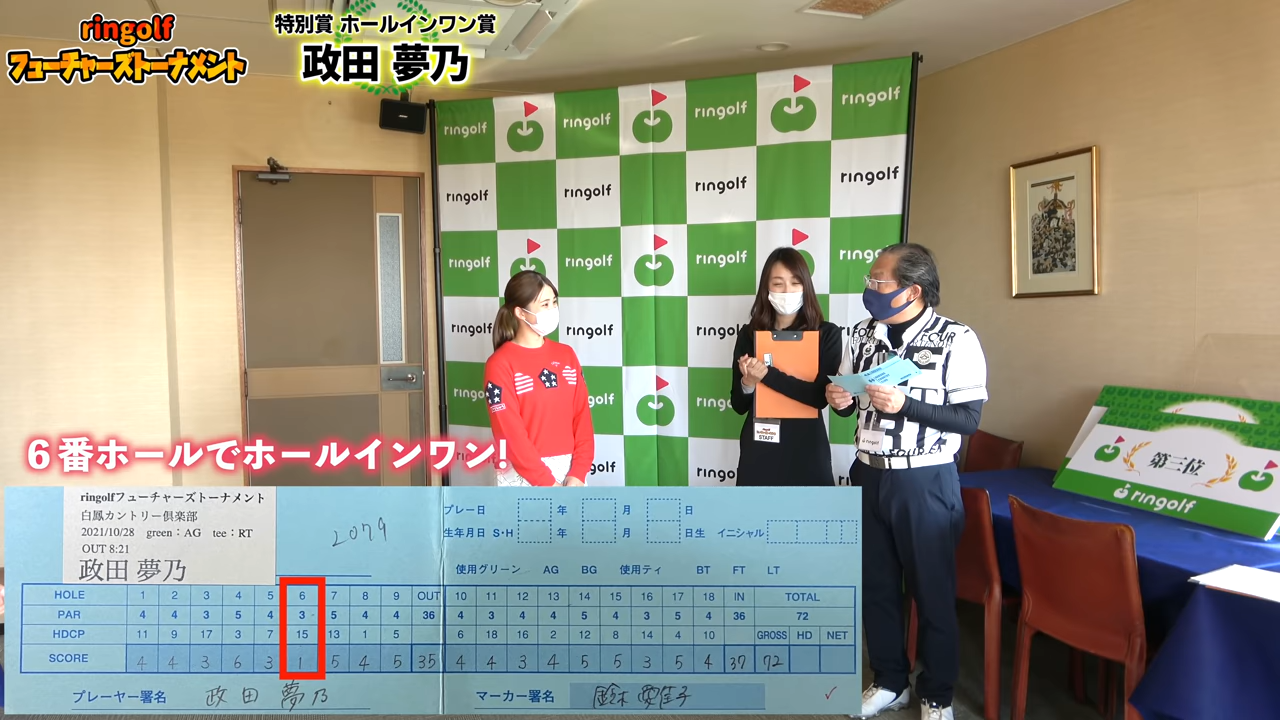 ringolf
フューチャーズトーナメント
特別賞 ホールインワン賞
政田 夢乃
ringolf ringolf ringolf ringolf
ringolf ringolf ringolf
ringolf ringolf ringolf ringolf
ringolf ringolf
STAFF
第三位
ringolf
6番ホールでホールインワン!
ringolfフューチャーズトーナメント
白鳳カントリー倶楽部
2021/10/28 green：AG tee：RT
OUT 8:21
政田 夢乃
2079
プレー日 年 月 日
生年月日 S・H 年 月 日生 イニシャル
使用グリーン AG BG 使用ティ BT FT LT
HOLE 1 2 3 4 5 6 7 8 9 OUT 10 11 12 13 14 15 16 17 18 IN TOTAL
PAR 4 4 3 5 4 3 5 4 4 36 4 3 4 4 5 4 3 5 4 36 72
HDCP 11 9 17 3 7 15 13 1 5 6 18 16 2 12 8 14 4 10 GROSS HD NET
SCORE 4 4 3 6 3 1 5 4 5 35 4 4 3 4 5 5 3 5 4 37 72
プレーヤー署名 政田 夢乃 マーカー署名